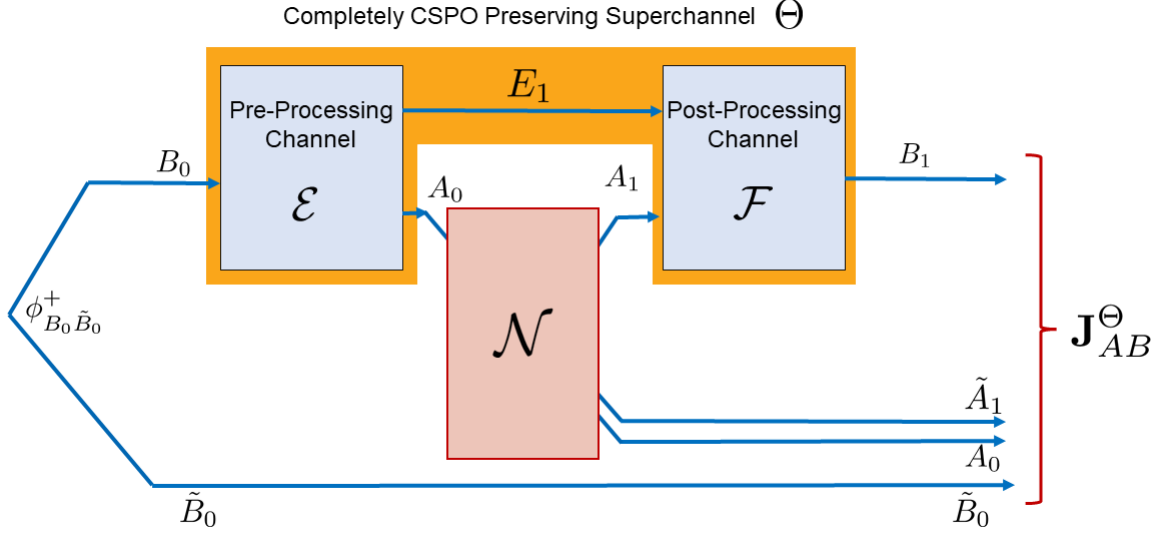 Completely CSPO Preserving Superchannel Θ
Pre-Processing
Channel
ℰ
E₁
Post-Processing
Channel
ℱ
B₀
A₀
A₁
B₁
ϕ⁺_{B₀B̃₀}
𝒩
J^Θ_{AB}
Ã₁
A₀
B̃₀
B̃₀